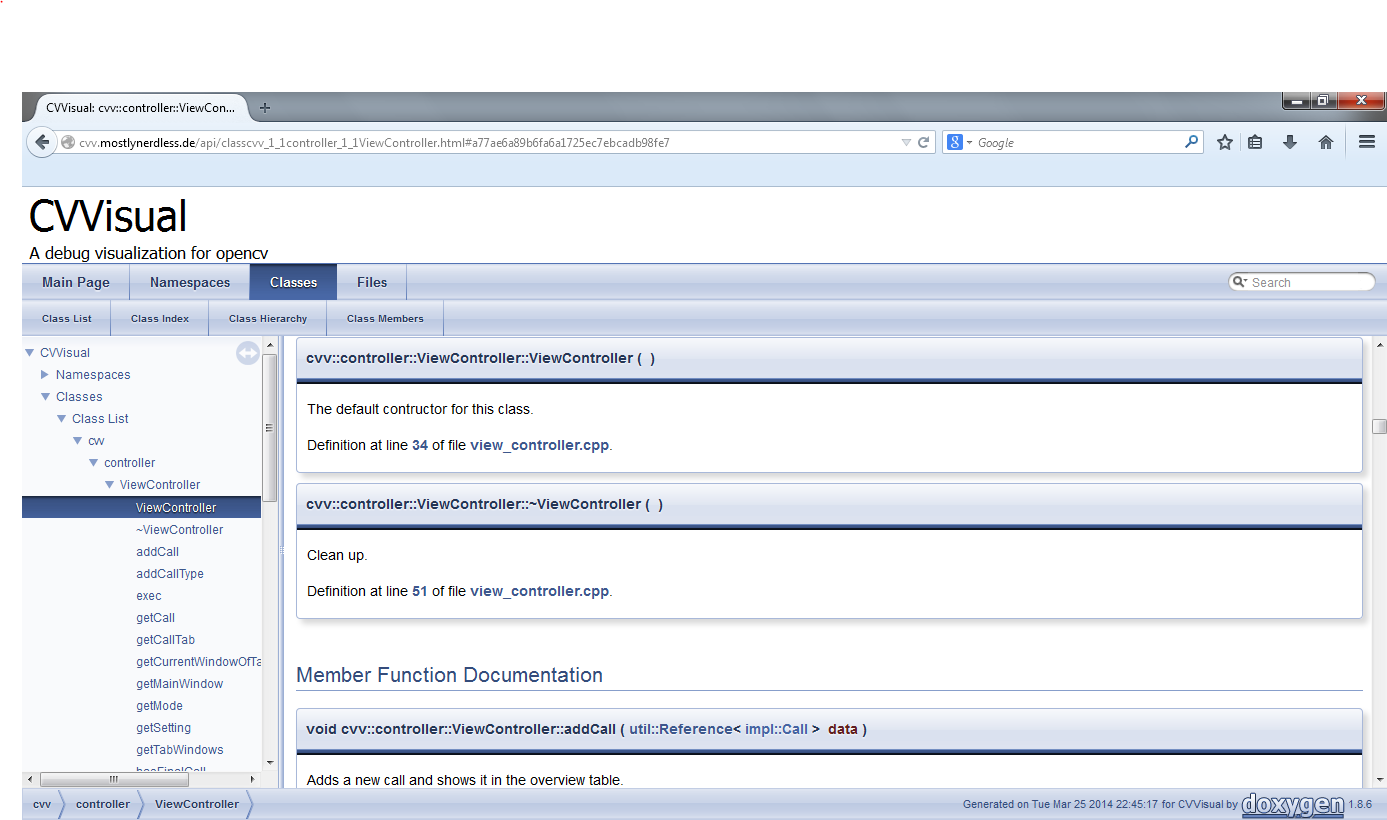 CVVisual: cvv::controller::ViewCon...
cvv.mostlynerdless.de/api/classcvv_1_1controller_1_1ViewController.html#a77ae6a89b6fa6a1725ec7ebcadb98fe7
8 Google
CVVisual
A debug visualization for opencv
Main Page Namespaces Classes Files
Search
Class List Class Index Class Hierarchy Class Members
CVVisual
Namespaces
Classes
Class List
cvv
controller
ViewController
ViewController
~ViewController
addCall
addCallType
exec
getCall
getCallTab
getCurrentWindowOfTa
getMainWindow
getMode
getSetting
getTabWindows
hasFinalCall
cvv::controller::ViewController::ViewController ( )
The default contructor for this class.
Definition at line 34 of file view_controller.cpp.
cvv::controller::ViewController::~ViewController ( )
Clean up.
Definition at line 51 of file view_controller.cpp.
Member Function Documentation
void cvv::controller::ViewController::addCall ( util::Reference< impl::Call > data )
Adds a new call and shows it in the overview table.
cvv controller ViewController
Generated on Tue Mar 25 2014 22:45:17 for CVVisual by doxygen 1.8.6